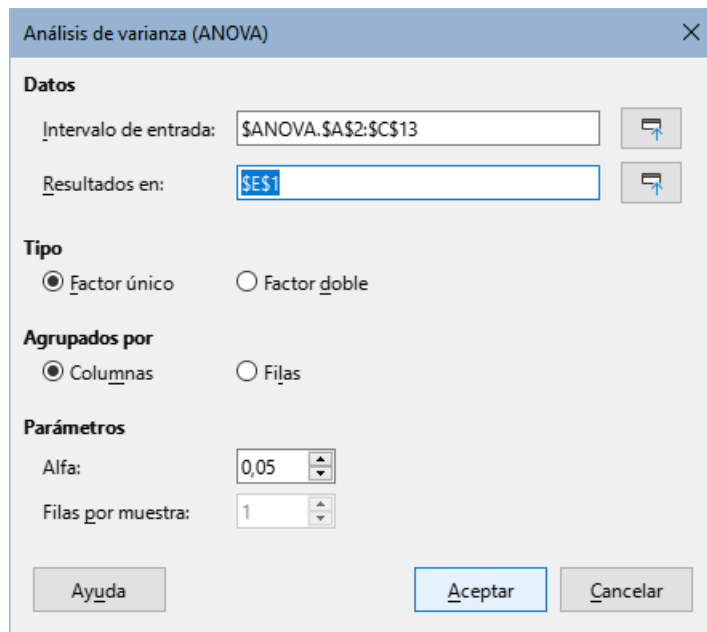 Análisis de varianza (ANOVA)
Datos
Intervalo de entrada: $ANOVA.$A$2:$C$13
Resultados en: $E$1
Tipo
Factor único Factor doble
Agrupados por
Columnas Filas
Parámetros
Alfa: 0,05
Filas por muestra: 1
Ayuda Aceptar Cancelar